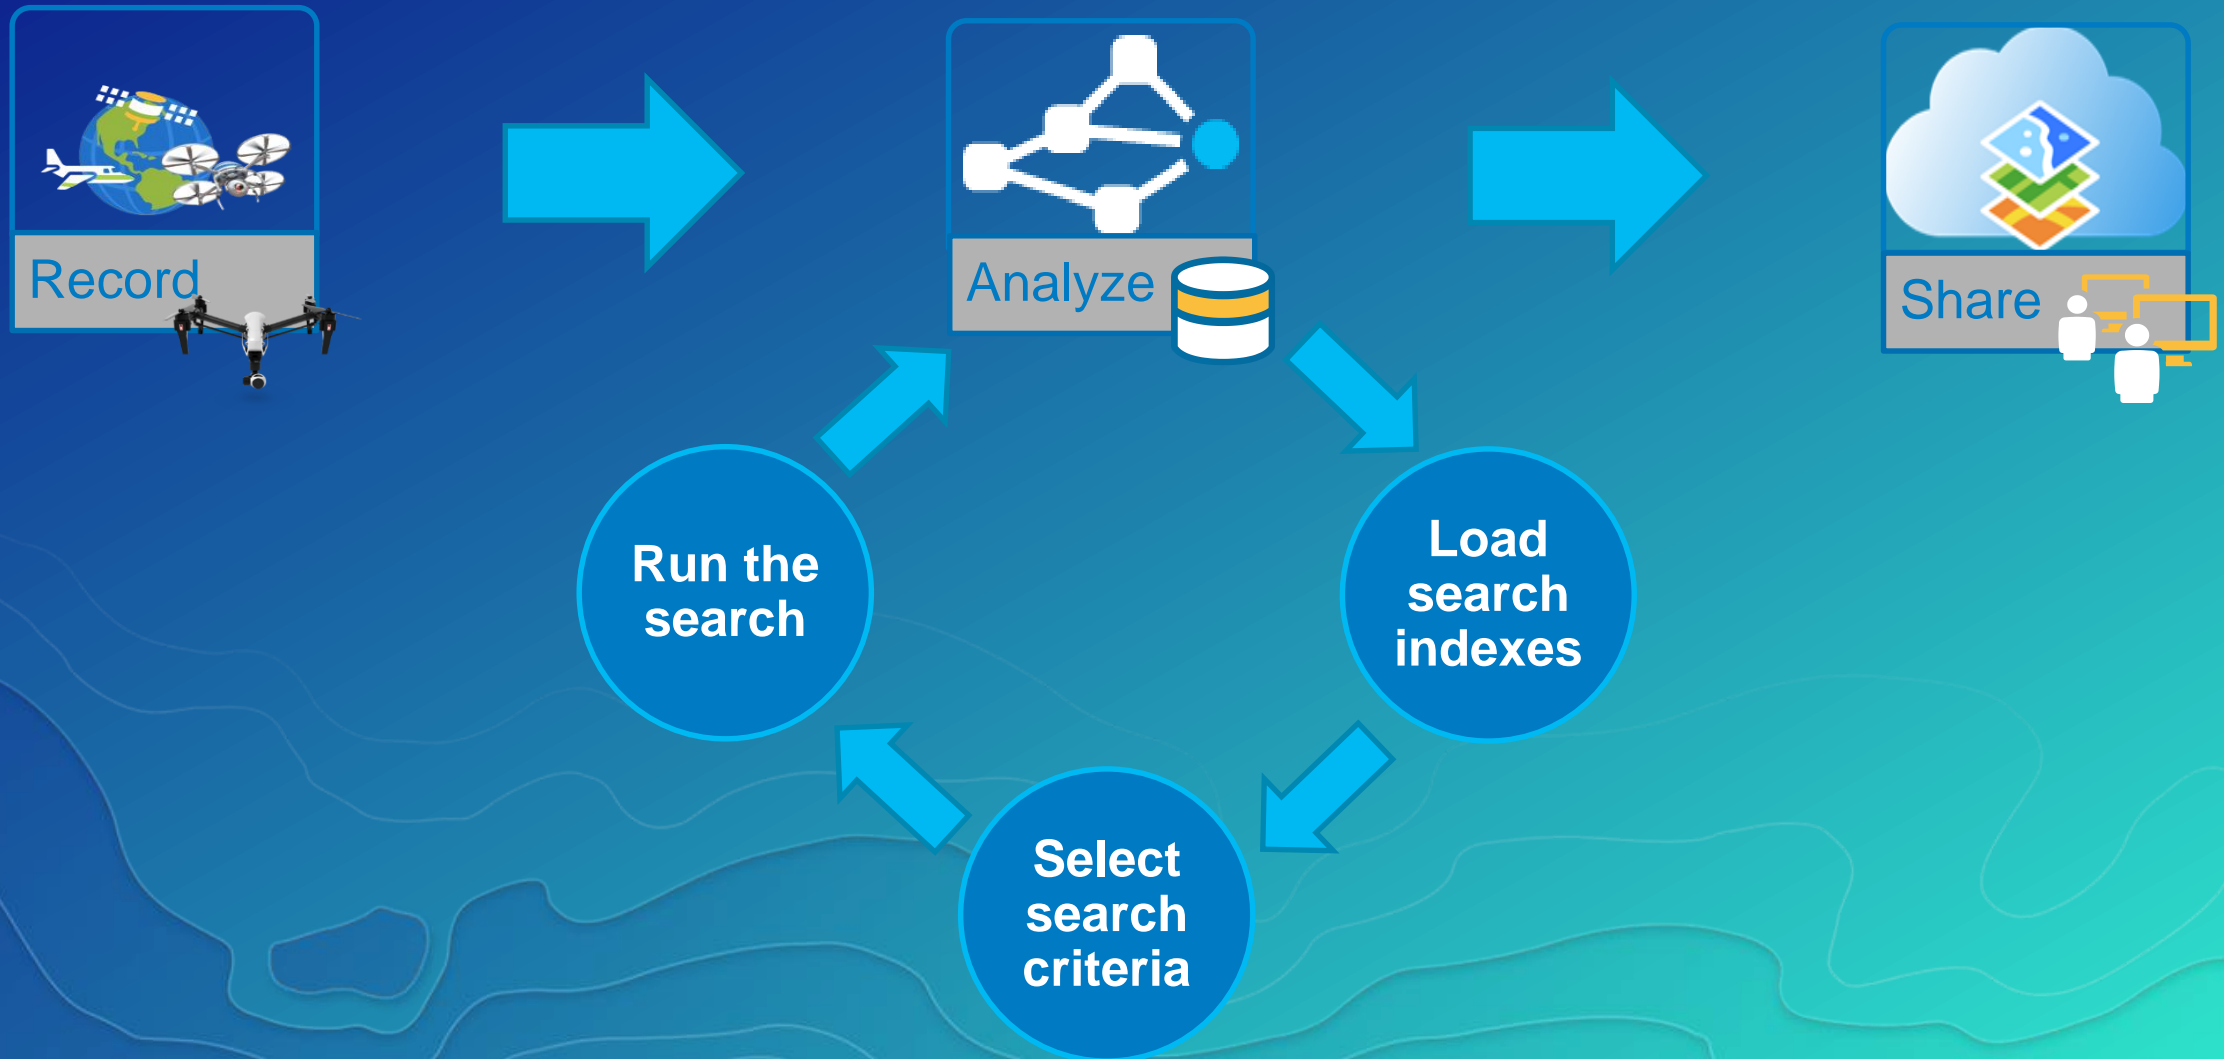 Record
Analyze
Share
Run the
search
Load
search
indexes
Select
search
criteria